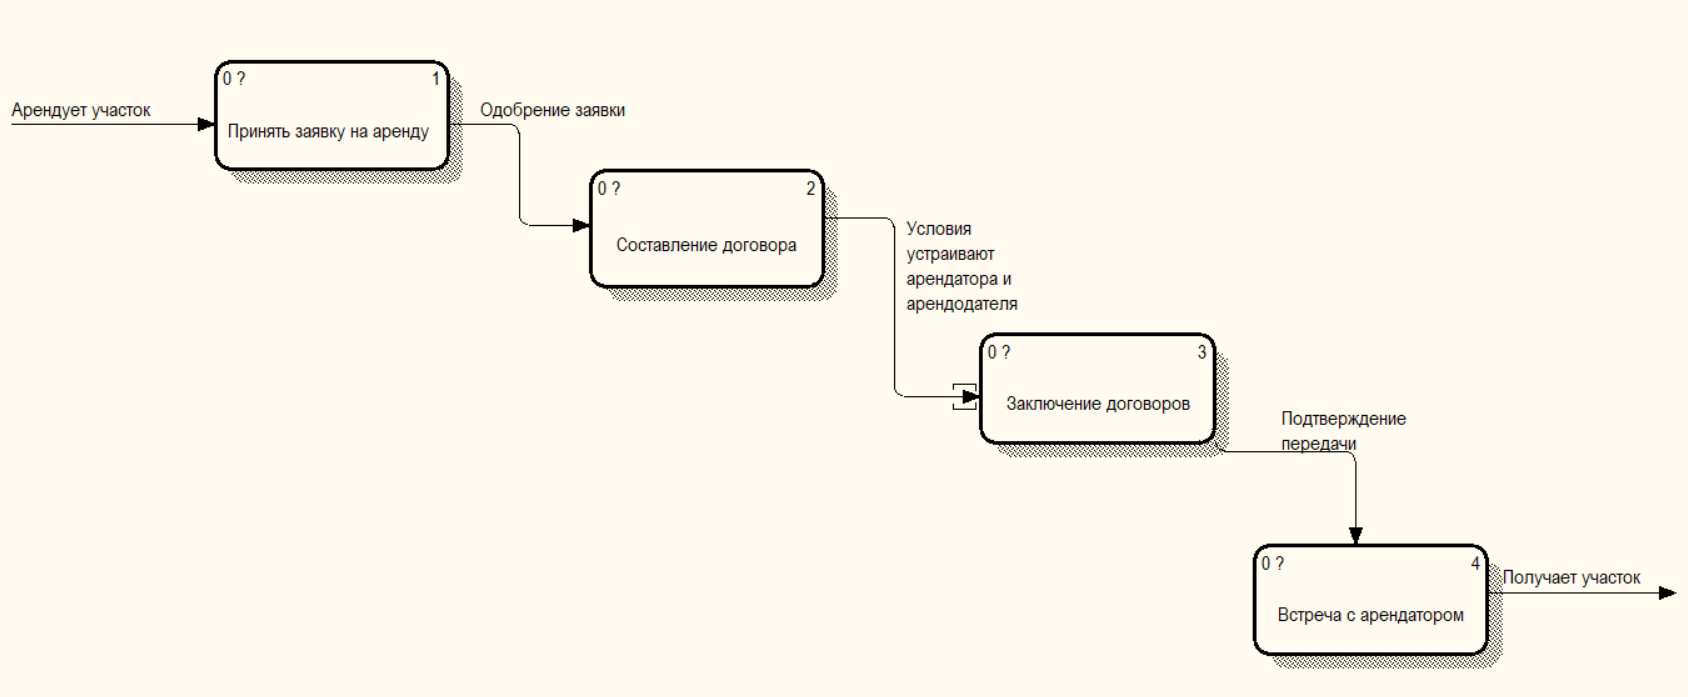 Арендует участок
0 ?
1
Принять заявку на аренду
Одобрение заявки
0 ?
2
Составление договора
Условия
устраивают
арендатора и
арендодателя
0 ?
3
Заключение договоров
Подтверждение
передачи
0 ?
4
Встреча с арендатором
Получает участок